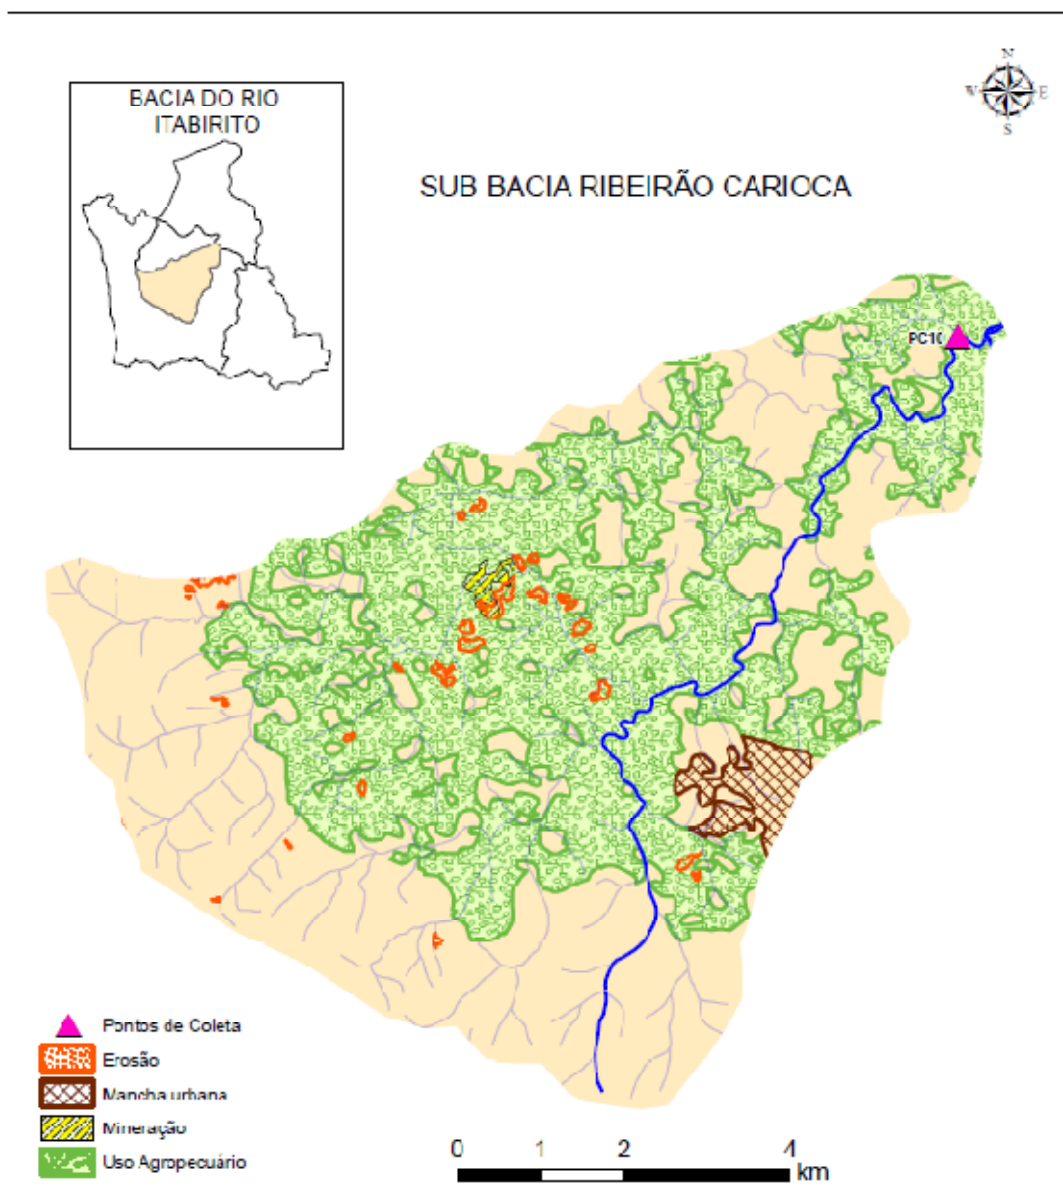 N
W E
S
BACIA DO RIO
ITABIRITO
SUB BACIA RIBEIRÃO CARIOCA
PC10
Pontos de Coleta
Erosão
Mancha urbana
Mineração
Uso Agropecuário
0 1 2 4
km